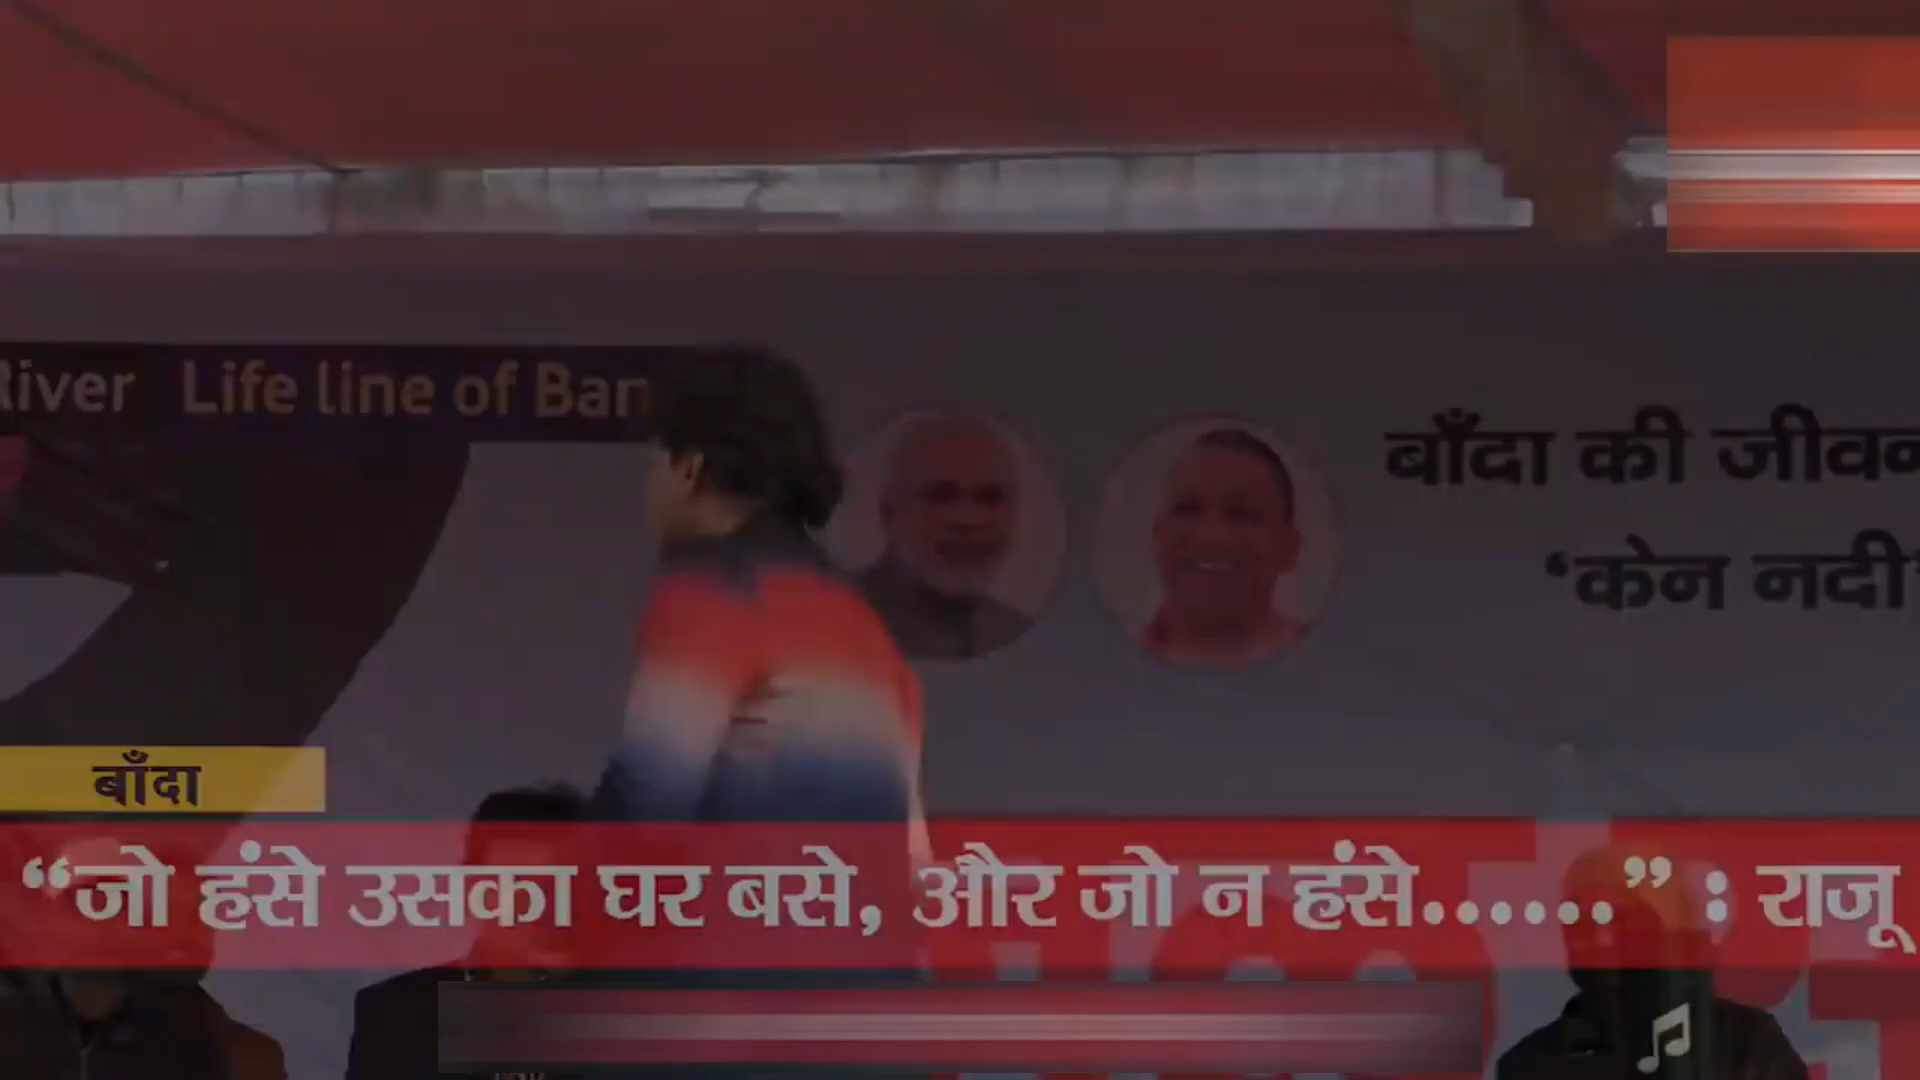 River Life line of Ban
बाँदा की जीवन
‘केन नदी’
बाँदा
“जो हंसे उसका घर बसे, और जो न हंसे......” : राजू